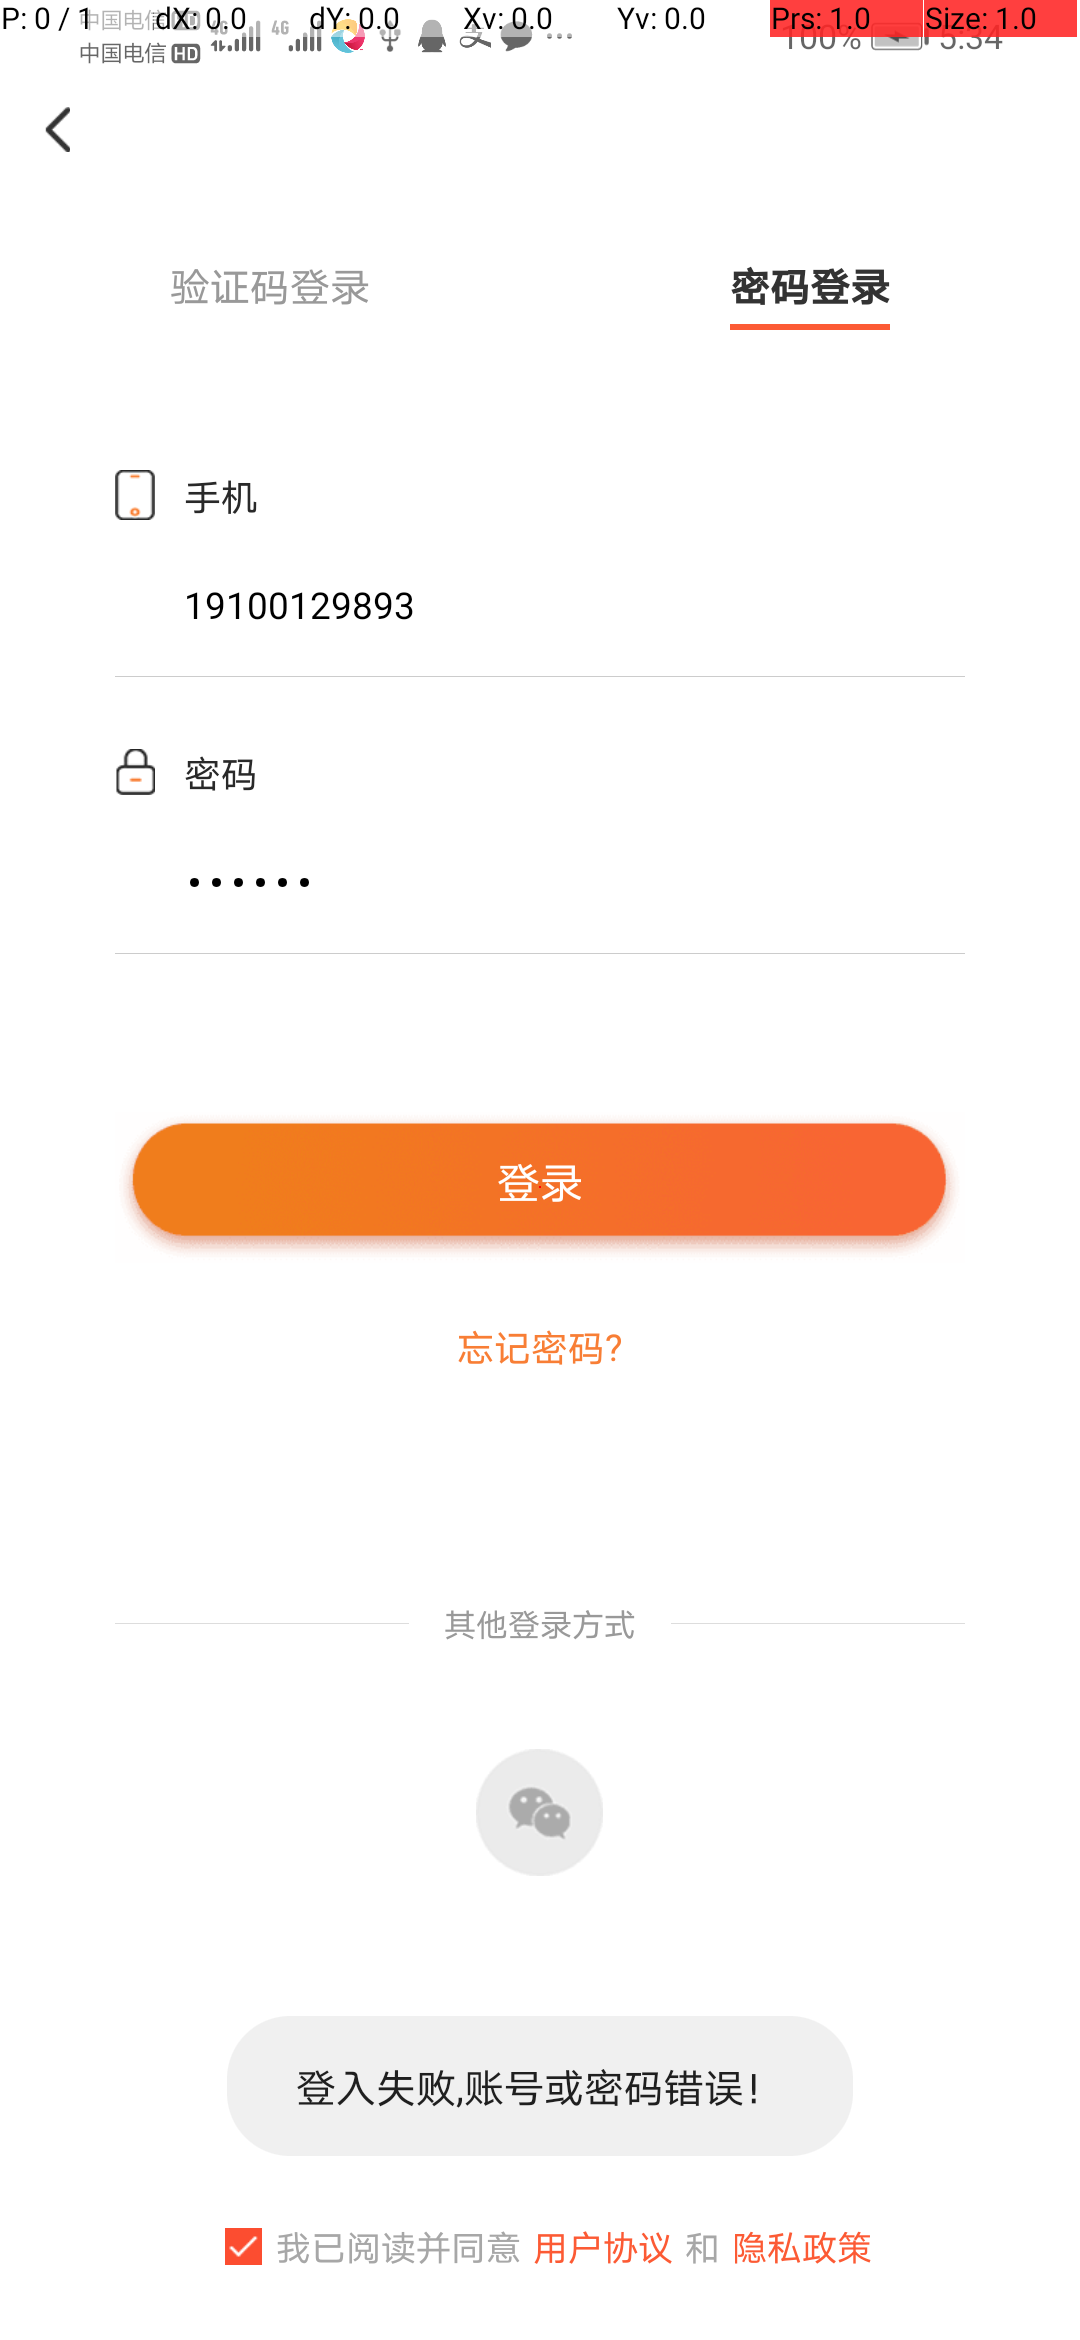 P: 0 / 1 dX: 0.0 dY: 0.0 Xv: 0.0 Yv: 0.0 Prs: 1.0 Size: 1.0
中国电信 HD 4G 4G 100% 5:34
中国电信 HD
验证码登录 密码登录
手机
19100129893
密码
••••••
登录
忘记密码?
其他登录方式
登入失败,账号或密码错误!
我已阅读并同意 用户协议 和 隐私政策